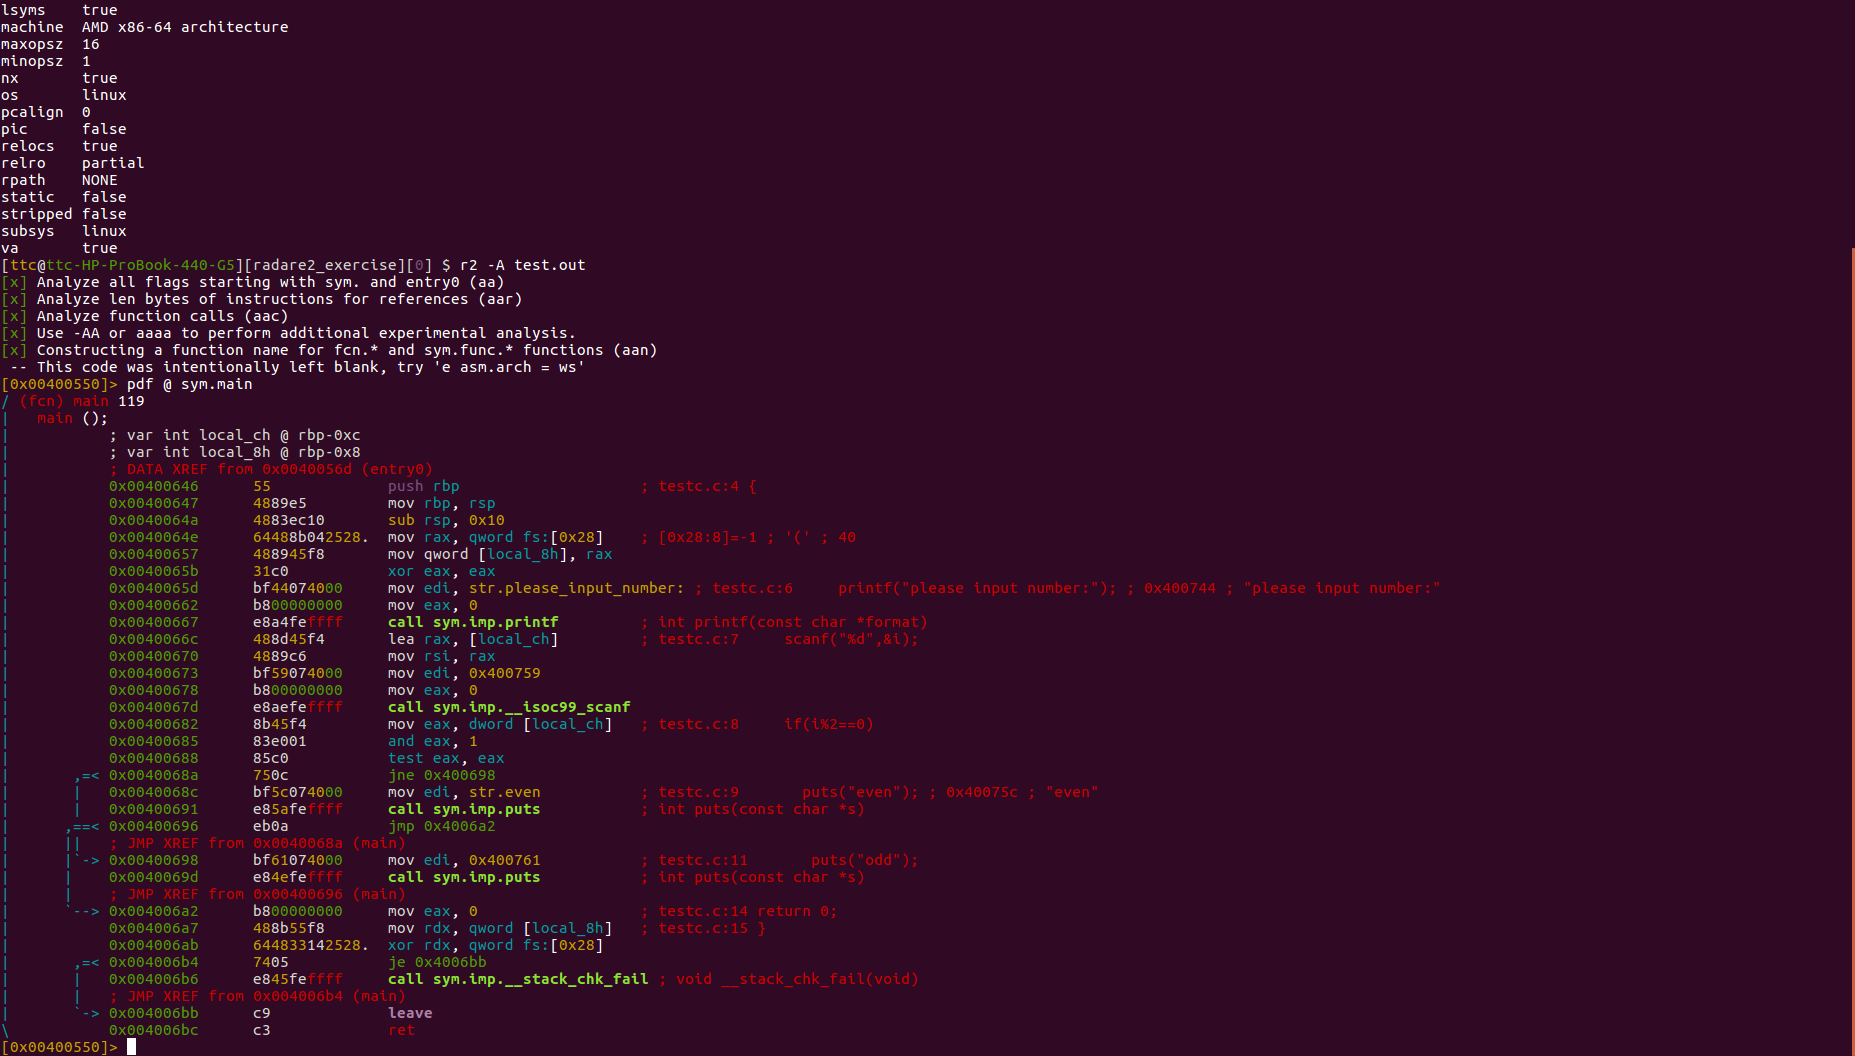 lsyms    true
machine  AMD x86-64 architecture
maxopsz  16
minopsz  1
nx       true
os       linux
pcalign  0
pic      false
relocs   true
relro    partial
rpath    NONE
static   false
stripped false
subsys   linux
va       true
[ttc@ttc-HP-ProBook-440-G5][radare2_exercise][0] $ r2 -A test.out
[x] Analyze all flags starting with sym. and entry0 (aa)
[x] Analyze len bytes of instructions for references (aar)
[x] Analyze function calls (aac)
[x] Use -AA or aaaa to perform additional experimental analysis.
[x] Constructing a function name for fcn.* and sym.func.* functions (aan)
 -- This code was intentionally left blank, try 'e asm.arch = ws'
[0x00400550]> pdf @ sym.main
/ (fcn) main 119
|   main ();
|           ; var int local_ch @ rbp-0xc
|           ; var int local_8h @ rbp-0x8
|           ; DATA XREF from 0x0040056d (entry0)
|           0x00400646      55             push rbp                    ; testc.c:4 {
|           0x00400647      4889e5         mov rbp, rsp
|           0x0040064a      4883ec10       sub rsp, 0x10
|           0x0040064e      64488b042528.  mov rax, qword fs:[0x28]    ; [0x28:8]=-1 ; '(' ; 40
|           0x00400657      488945f8       mov qword [local_8h], rax
|           0x0040065b      31c0           xor eax, eax
|           0x0040065d      bf44074000     mov edi, str.please_input_number: ; testc.c:6     printf("please input number:"); ; 0x400744 ; "please input number:"
|           0x00400662      b800000000     mov eax, 0
|           0x00400667      e8a4feffff     call sym.imp.printf         ; int printf(const char *format)
|           0x0040066c      488d45f4       lea rax, [local_ch]         ; testc.c:7     scanf("%d",&i);
|           0x00400670      4889c6         mov rsi, rax
|           0x00400673      bf59074000     mov edi, 0x400759
|           0x00400678      b800000000     mov eax, 0
|           0x0040067d      e8aefeffff     call sym.imp.__isoc99_scanf
|           0x00400682      8b45f4         mov eax, dword [local_ch]   ; testc.c:8     if(i%2==0)
|           0x00400685      83e001         and eax, 1
|           0x00400688      85c0           test eax, eax
|       ,=< 0x0040068a      750c           jne 0x400698
|       |   0x0040068c      bf5c074000     mov edi, str.even           ; testc.c:9       puts("even"); ; 0x40075c ; "even"
|       |   0x00400691      e85afeffff     call sym.imp.puts           ; int puts(const char *s)
|      ,==< 0x00400696      eb0a           jmp 0x4006a2
|      ||   ; JMP XREF from 0x0040068a (main)
|      |`-> 0x00400698      bf61074000     mov edi, 0x400761           ; testc.c:11       puts("odd");
|      |    0x0040069d      e84efeffff     call sym.imp.puts           ; int puts(const char *s)
|      |    ; JMP XREF from 0x00400696 (main)
|      `--> 0x004006a2      b800000000     mov eax, 0                  ; testc.c:14 return 0;
|           0x004006a7      488b55f8       mov rdx, qword [local_8h]   ; testc.c:15 }
|           0x004006ab      644833142528.  xor rdx, qword fs:[0x28]
|       ,=< 0x004006b4      7405           je 0x4006bb
|       |   0x004006b6      e845feffff     call sym.imp.__stack_chk_fail ; void __stack_chk_fail(void)
|       |   ; JMP XREF from 0x004006b4 (main)
|       `-> 0x004006bb      c9             leave
\           0x004006bc      c3             ret
[0x00400550]>